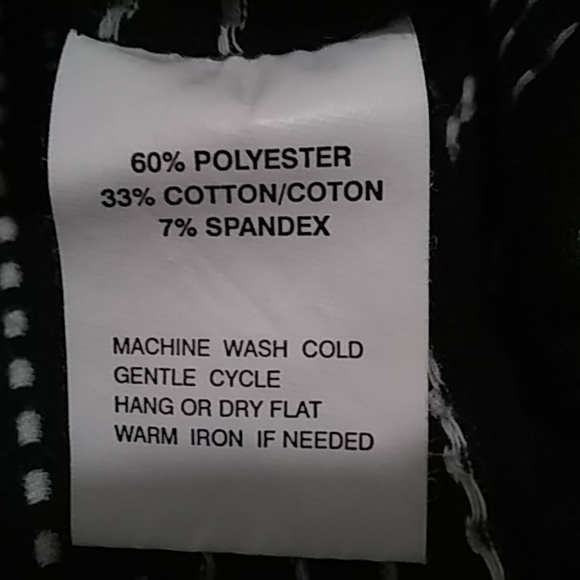 60% POLYESTER
33% COTTON/COTON
7% SPANDEX
MACHINE WASH COLD
GENTLE CYCLE
HANG OR DRY FLAT
WARM IRON IF NEEDED